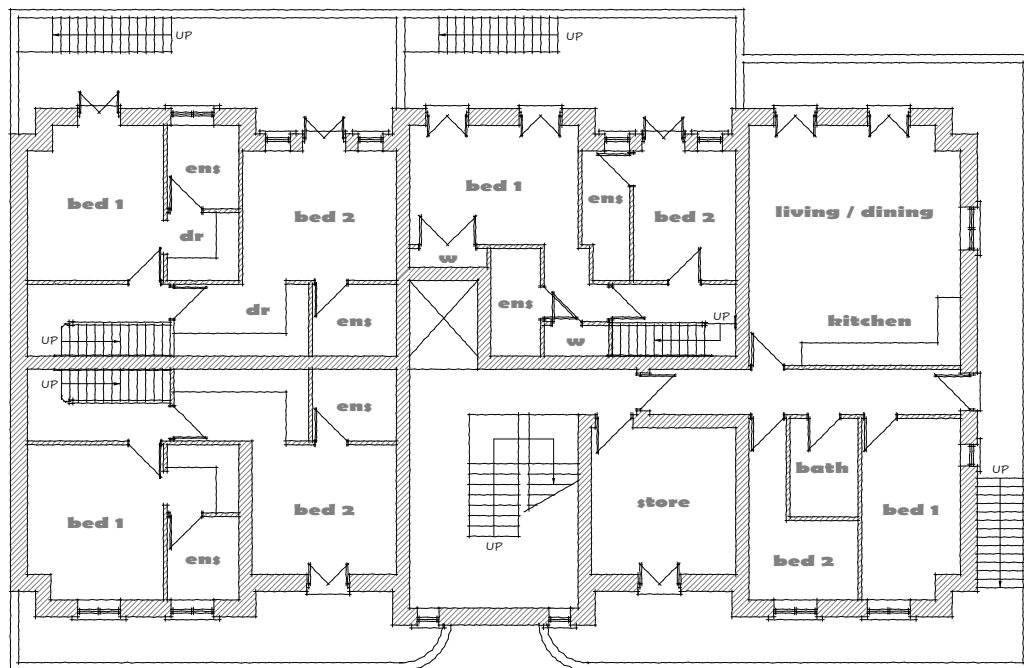 UP
UP
ens
bed 1
bed 1
ens
bed 2
bed 2
living / dining
dr
w
dr
ens
ens
kitchen
UP
UP
w
UP
ens
bath
UP
bed 1
bed 2
store
bed 1
UP
ens
bed 2